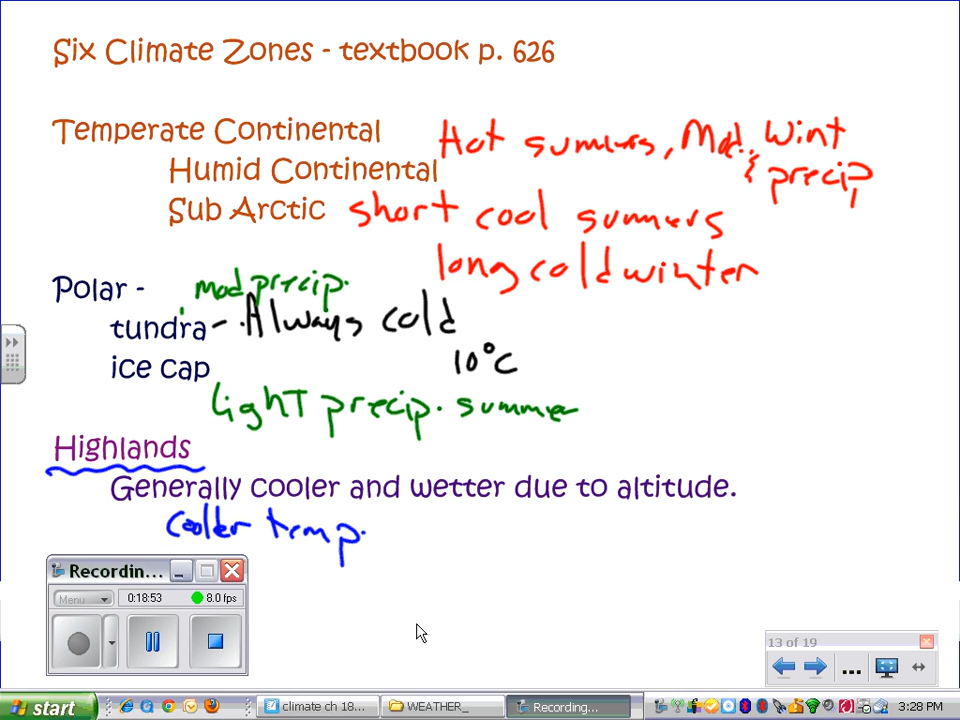 Six Climate Zones - textbook p. 626
Temperate Continental
Hot summers, Mod. Wint
Humid Continental
& precip
Sub Arctic short cool summers
long cold winter
Polar - mod precip.
tundra - Always cold
ice cap
10°C
light precip. summer
Highlands
Generally cooler and wetter due to altitude.
cooler temp.
Recordin...
Menu
0:18:53
8.0 fps
13 of 19
...
start
climate ch 18...
WEATHER_
Recording...
3:28 PM